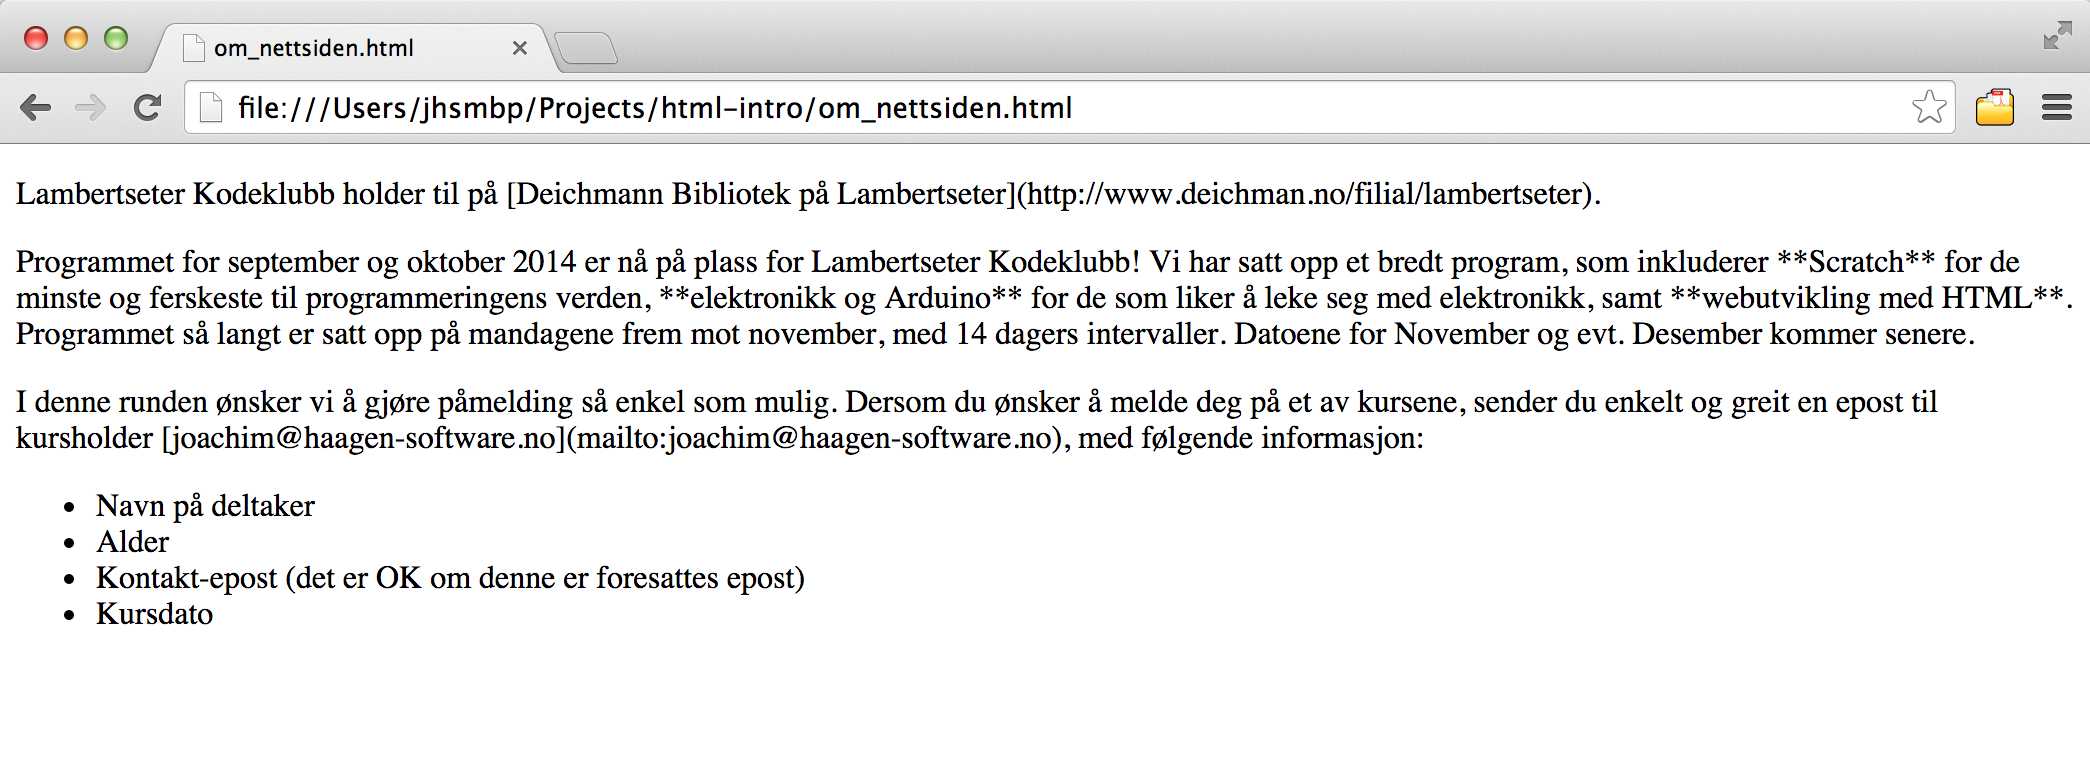 om_nettsiden.html
file:///Users/jhsmbp/Projects/html-intro/om_nettsiden.html
Lambertseter Kodeklubb holder til på [Deichmann Bibliotek på Lambertseter](http://www.deichman.no/filial/lambertseter).
Programmet for september og oktober 2014 er nå på plass for Lambertseter Kodeklubb! Vi har satt opp et bredt program, som inkluderer **Scratch** for de
minste og ferskeste til programmeringens verden, **elektronikk og Arduino** for de som liker å leke seg med elektronikk, samt **webutvikling med HTML**.
Programmet så langt er satt opp på mandagene frem mot november, med 14 dagers intervaller. Datoene for November og evt. Desember kommer senere.
I denne runden ønsker vi å gjøre påmelding så enkel som mulig. Dersom du ønsker å melde deg på et av kursene, sender du enkelt og greit en epost til
kursholder [joachim@haagen-software.no](mailto:joachim@haagen-software.no), med følgende informasjon:
• Navn på deltaker
• Alder
• Kontakt-epost (det er OK om denne er foresattes epost)
• Kursdato